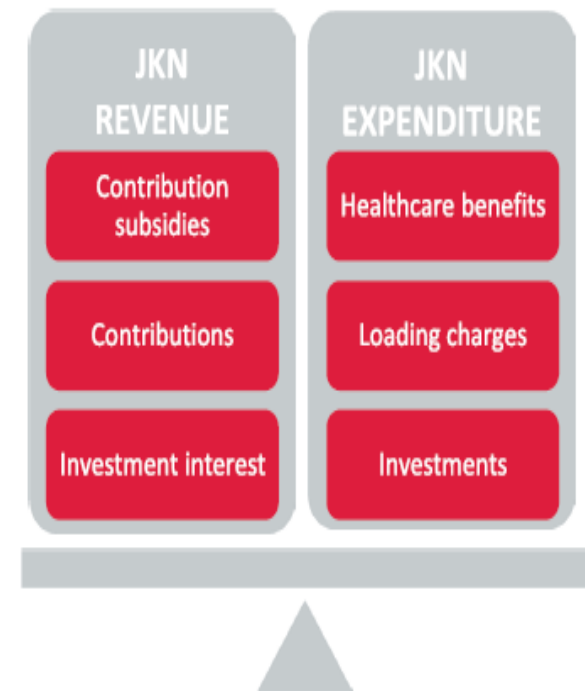 JKN
REVENUE
Contribution
subsidies
Contributions
Investment interest
JKN
EXPENDITURE
Healthcare benefits
Loading charges
Investments